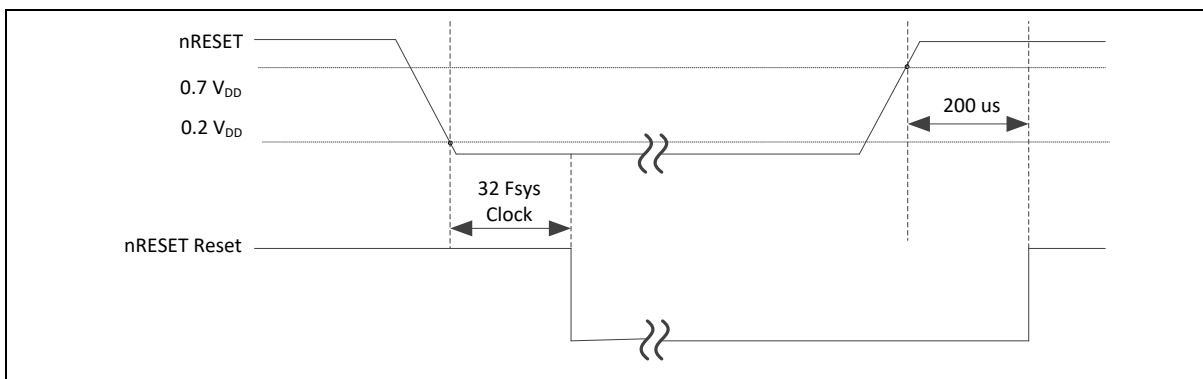 nRESET
0.7 VDD
200 us
0.2 VDD
32 Fsys
Clock
nRESET Reset